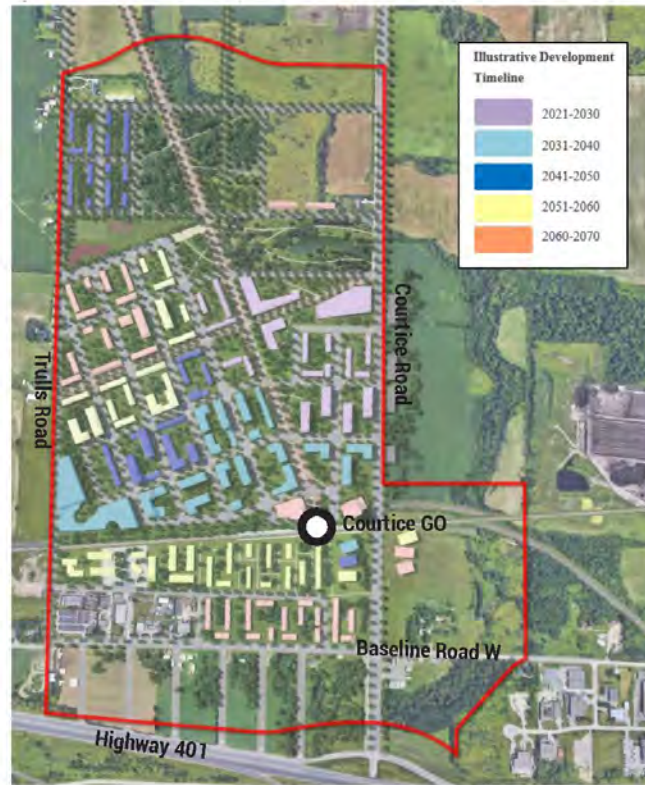 Illustrative Development
Timeline
2021-2030
2031-2040
2041-2050
2051-2060
2060-2070
Courtice Road
Trulls Road
Courtice GO
Baseline Road W
Highway 401